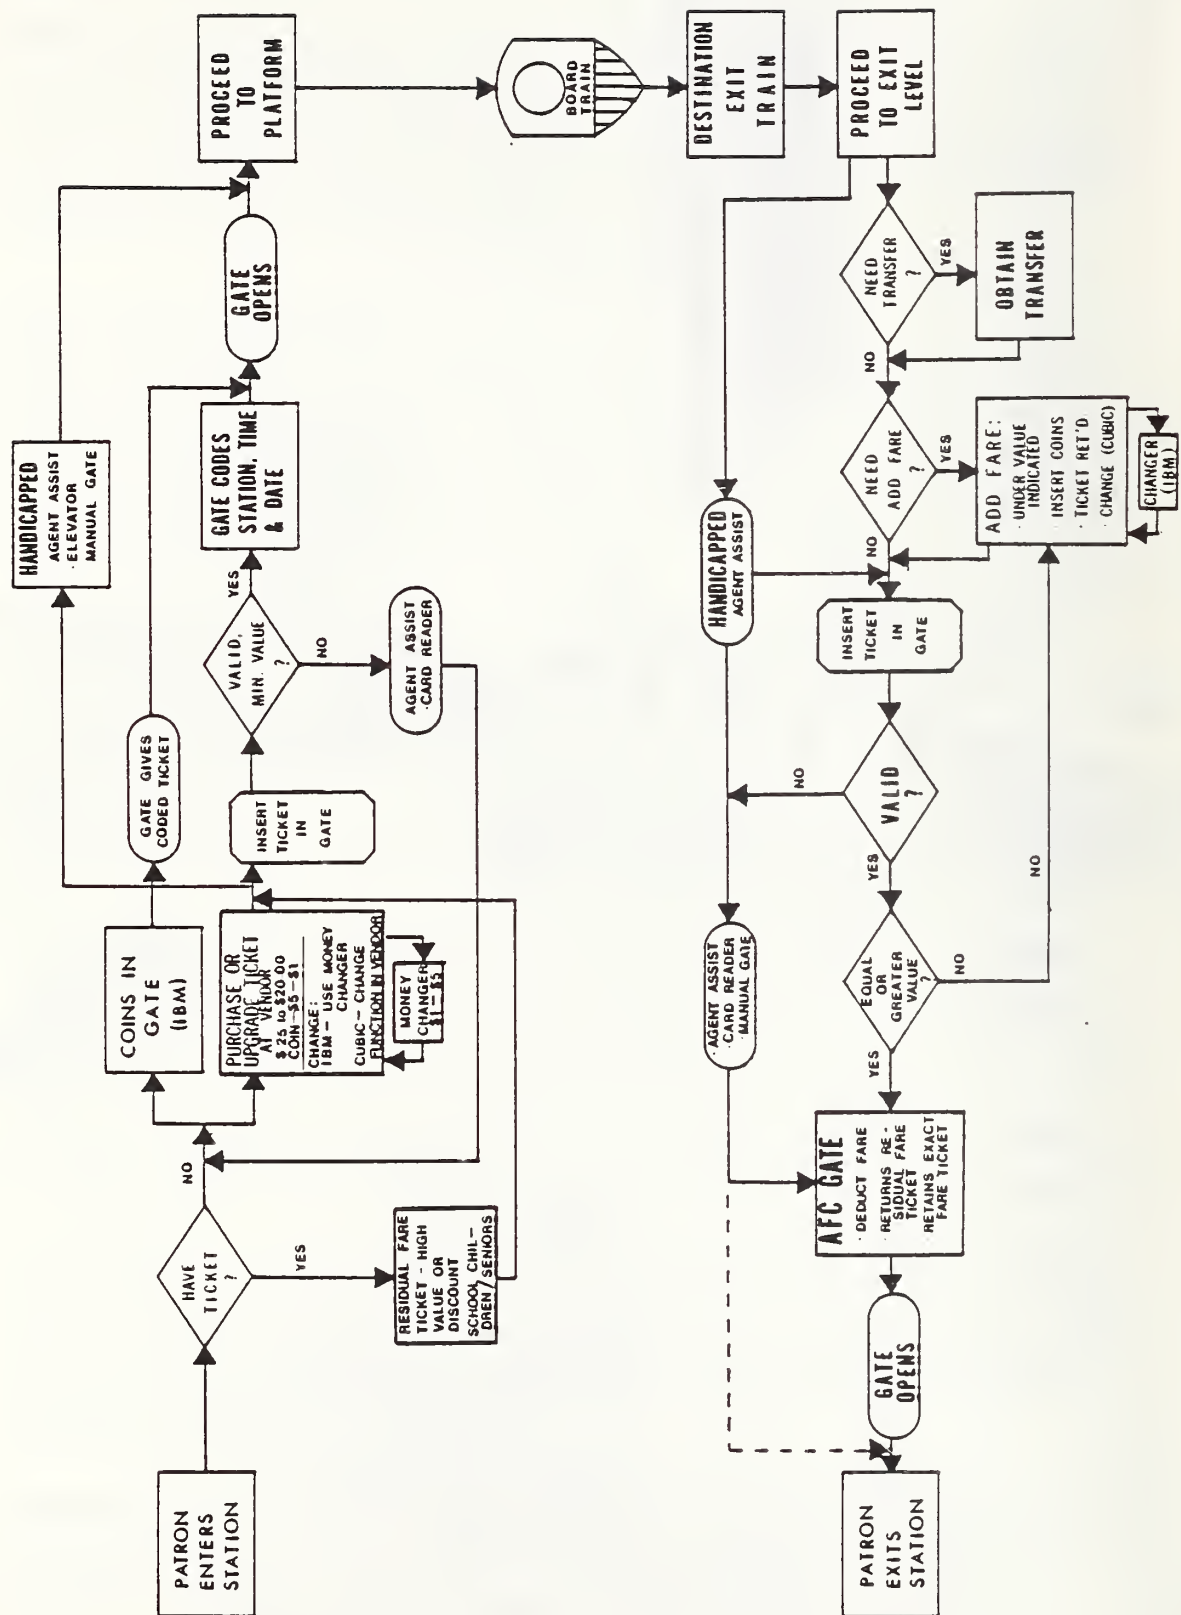 PATRON
ENTERS
STATION
HAVE
TICKET
?
NO
YES
RESIDUAL FARE
TICKET - HIGH
VALUE OR
DISCOUNT
SCHOOL CHIL-
DREN/SENIORS
COINS IN
GATE
(IBM)
PURCHASE OR
UPGRADE TICKET
AT VENDOR
$.25 to $20.00
COIN-$5-$1
CHANGE:
IBM - USE MONEY
CHANGER
CUBIC - CHANGE
FUNCTION IN VENDOR
MONEY
CHANGER
$1-$5
GATE GIVES
CODED TICKET
INSERT
TICKET
IN
GATE
VALID,
MIN. VALUE
?
YES
NO
AGENT ASSIST
·CARD READER
HANDICAPPED
AGENT ASSIST
·ELEVATOR
MANUAL GATE
GATE CODES
STATION, TIME
& DATE
GATE
OPENS
PROCEED
TO
PLATFORM
BOARD
TRAIN
DESTINATION
EXIT
TRAIN
PROCEED
TO EXIT
LEVEL
NEED
TRANSFER
?
YES
OBTAIN
TRANSFER
NO
NEED
ADD FARE
?
YES
ADD FARE:
·UNDER VALUE
INDICATED
INSERT COINS
·TICKET RET'D
·CHANGE (CUBIC)
CHANGER
(IBM)
NO
HANDICAPPED
AGENT ASSIST
INSERT
TICKET
IN
GATE
VALID
?
NO
YES
EQUAL
OR
GREATER
VALUE
?
NO
NO
YES
·AGENT ASSIST
·CARD READER
·MANUAL GATE
AFC GATE
·DEDUCT FARE
·RETURNS RE-
SIDUAL FARE
TICKET
·RETAINS EXACT
FARE TICKET
GATE
OPENS
PATRON
EXITS
STATION